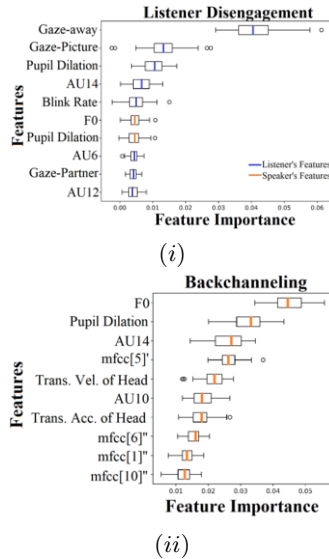 Listener Disengagement
Gaze-away
Gaze-Picture
Pupil Dilation
AU14
Blink Rate
F0
Pupil Dilation
AU6
Gaze-Partner
AU12
Features
Listener's Features
Speaker's Features
0.00 0.01 0.02 0.03 0.04 0.05 0.06
Feature Importance
(i)
Backchanneling
F0
Pupil Dilation
AU14
mfcc[5]'
Trans. Vel. of Head
AU10
Trans. Acc. of Head
mfcc[6]"
mfcc[1]"
mfcc[10]"
Features
0.01 0.02 0.03 0.04 0.05
Feature Importance
(ii)